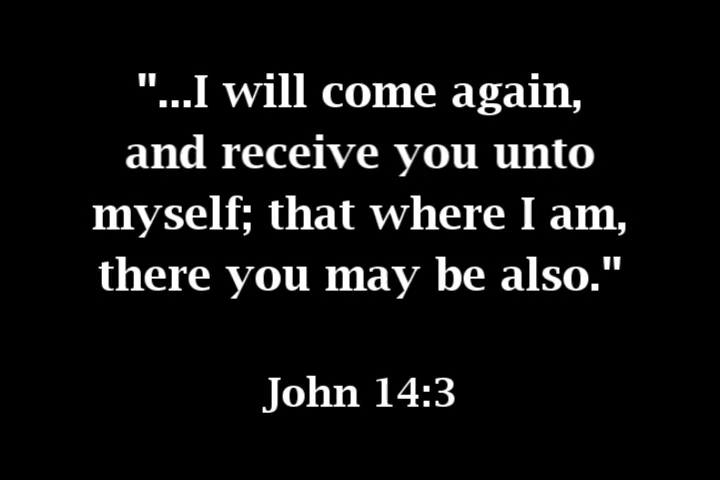 "...I will come again,
and receive you unto
myself; that where I am,
there you may be also."
John 14:3